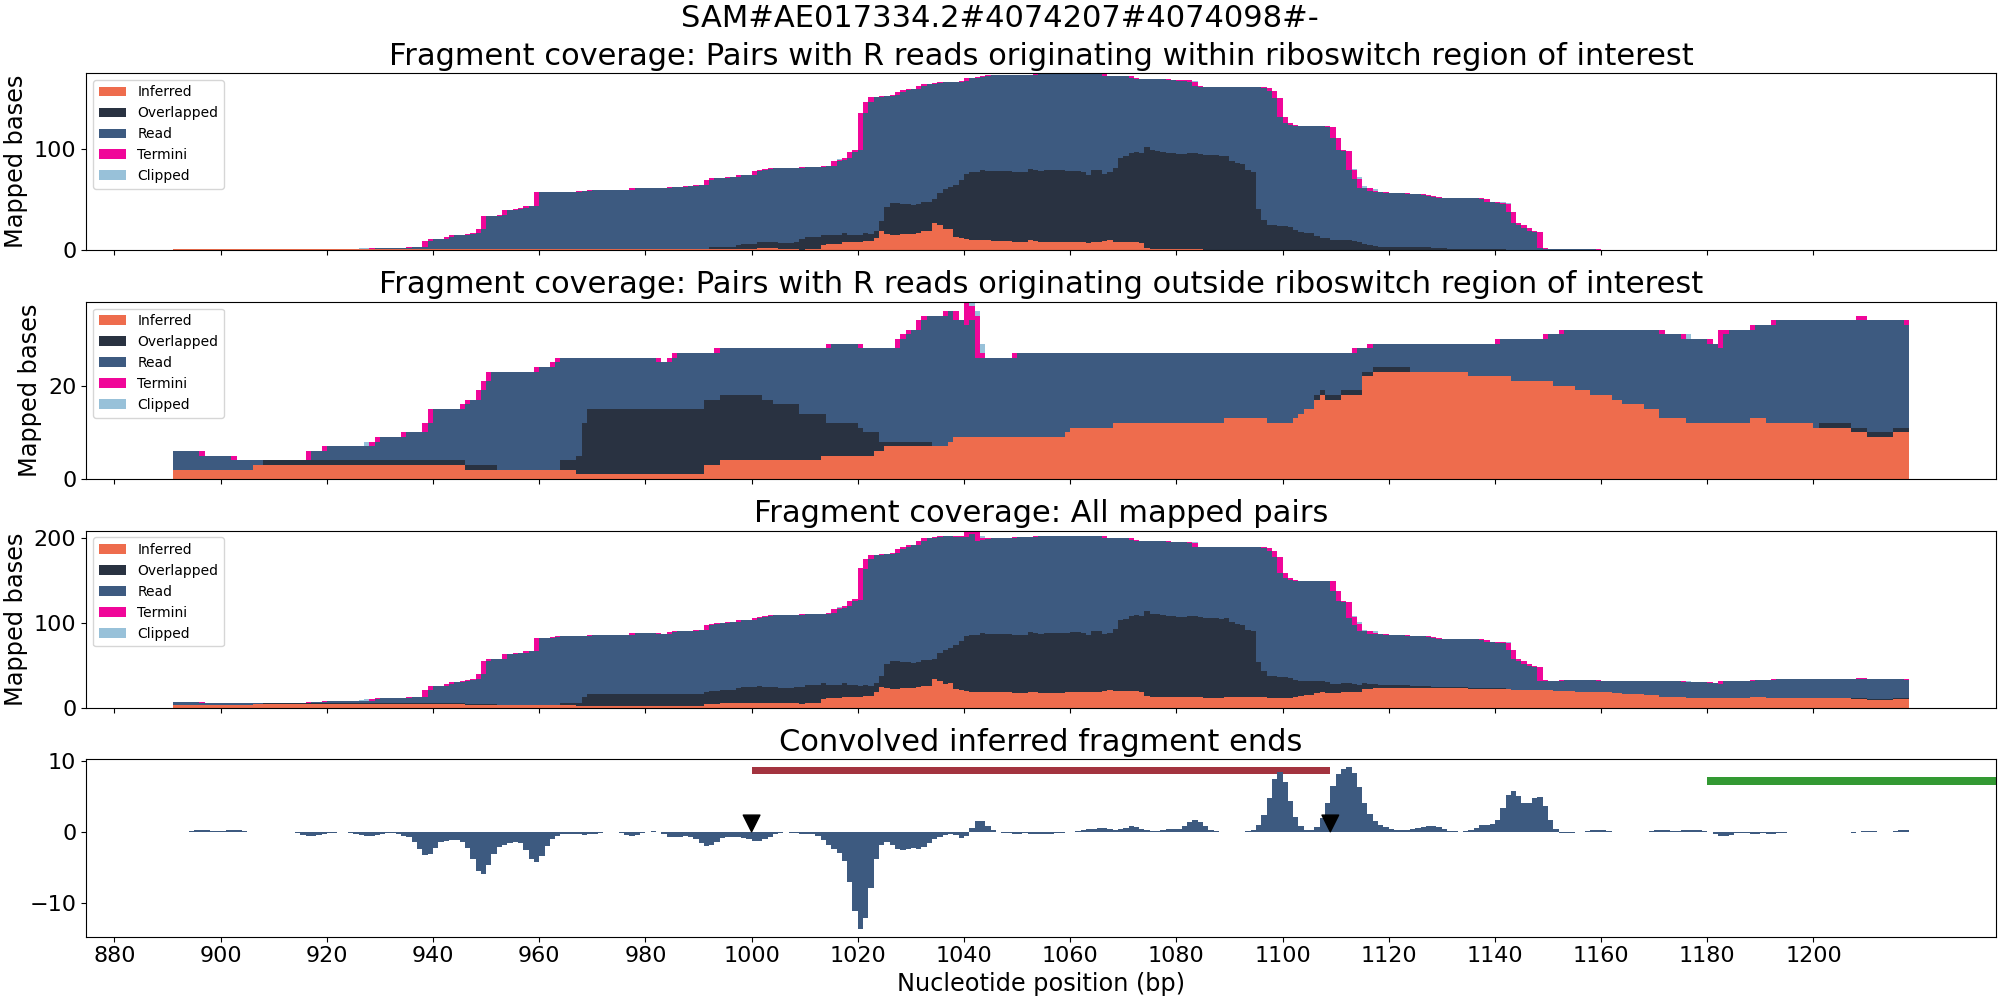 SAM#AE017334.2#4074207#4074098#-
Fragment coverage: Pairs with R reads originating within riboswitch region of interest
Mapped bases
100
0
Inferred
Overlapped
Read
Termini
Clipped
Fragment coverage: Pairs with R reads originating outside riboswitch region of interest
Mapped bases
20
0
Inferred
Overlapped
Read
Termini
Clipped
Fragment coverage: All mapped pairs
Mapped bases
200
100
0
Inferred
Overlapped
Read
Termini
Clipped
Convolved inferred fragment ends
10
0
−10
880 900 920 940 960 980 1000 1020 1040 1060 1080 1100 1120 1140 1160 1180 1200
Nucleotide position (bp)